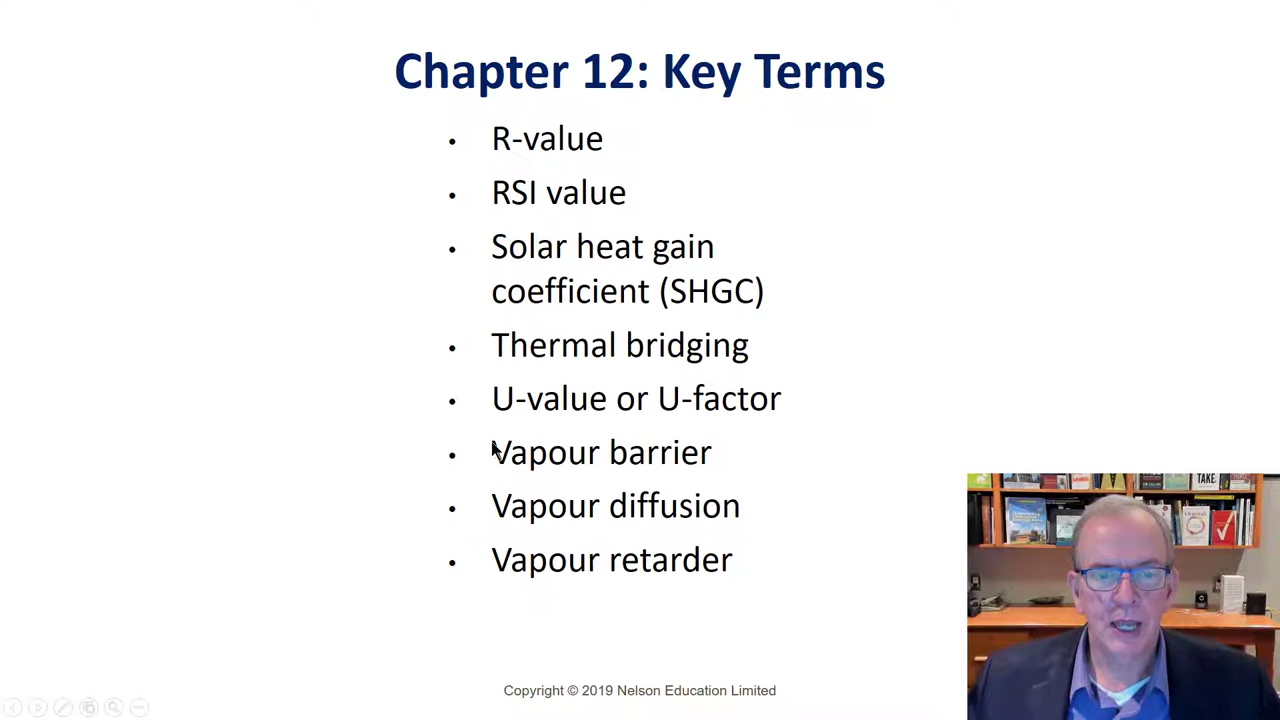 Chapter 12: Key Terms
• R-value
• RSI value
• Solar heat gain
coefficient (SHGC)
• Thermal bridging
• U-value or U-factor
• Vapour barrier
• Vapour diffusion
• Vapour retarder
TAKE.
Copyright © 2019 Nelson Education Limited